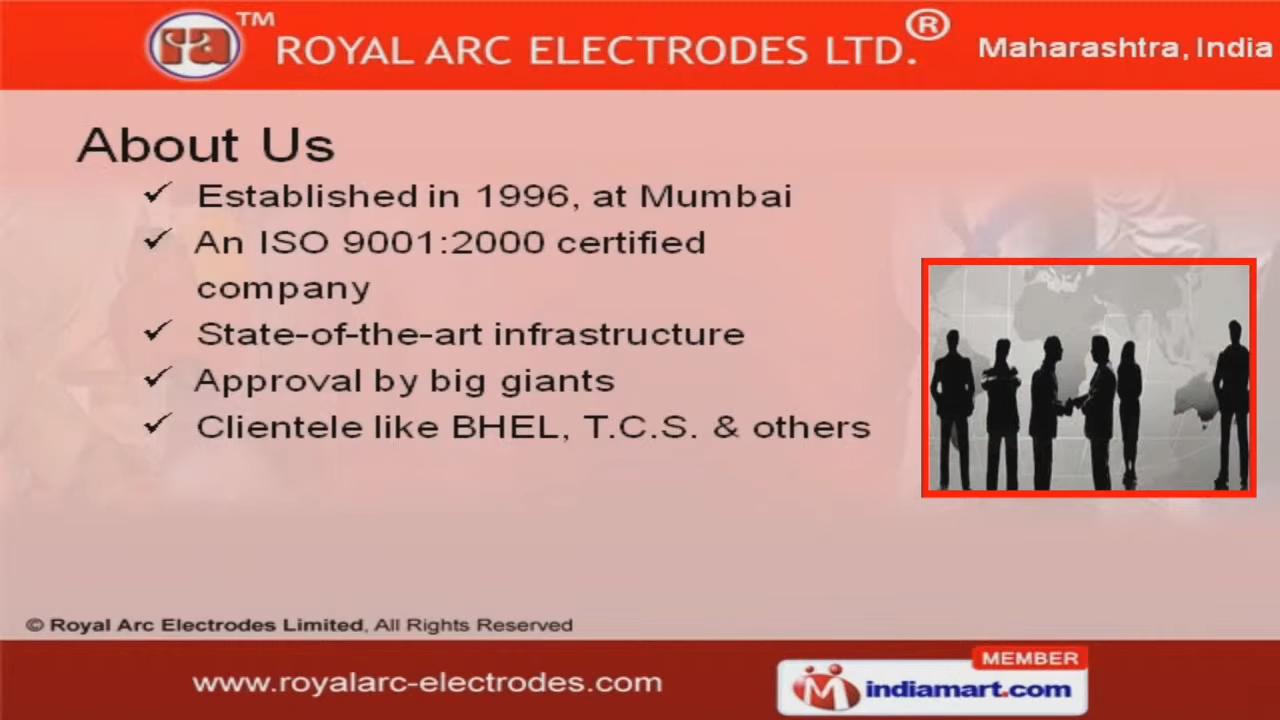 ra TM ROYAL ARC ELECTRODES LTD.® Maharashtra, India
About Us
✓ Established in 1996, at Mumbai
✓ An ISO 9001:2000 certified
company
✓ State-of-the-art infrastructure
✓ Approval by big giants
✓ Clientele like BHEL, T.C.S. & others
© Royal Arc Electrodes Limited, All Rights Reserved
MEMBER
www.royalarc-electrodes.com
indiamart.com